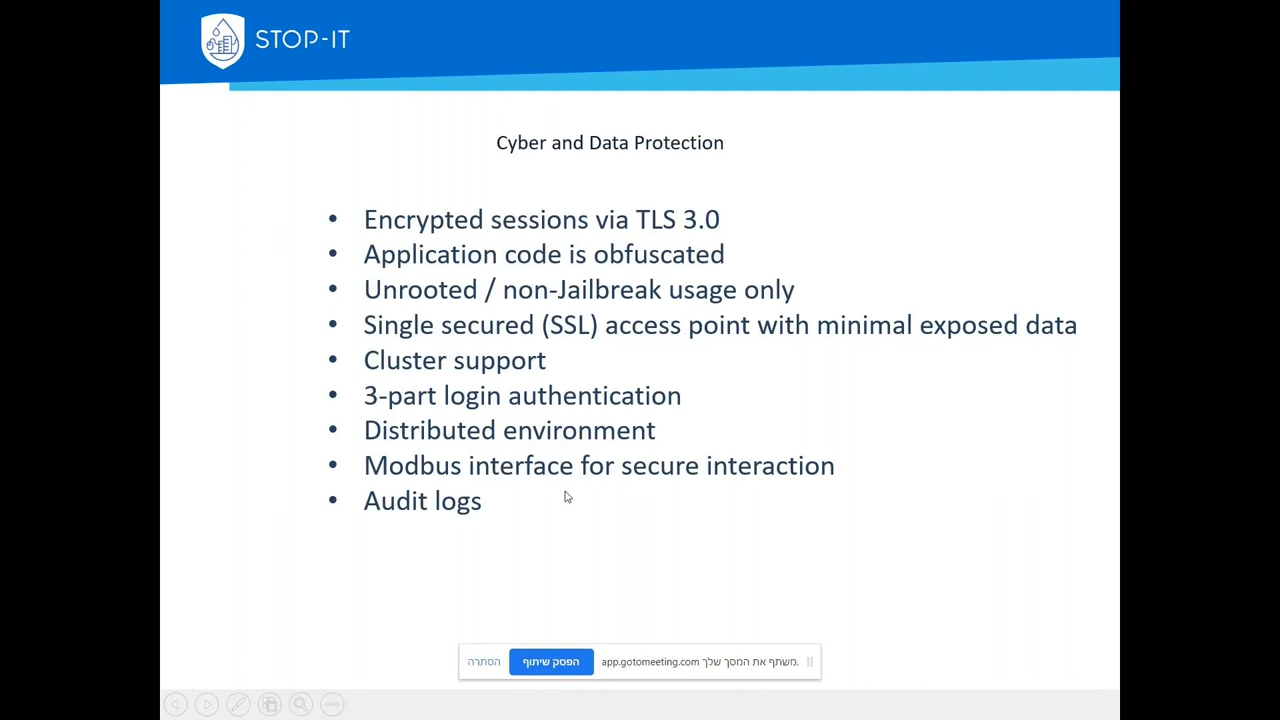 STOP-IT
Cyber and Data Protection
• Encrypted sessions via TLS 3.0
• Application code is obfuscated
• Unrooted / non-Jailbreak usage only
• Single secured (SSL) access point with minimal exposed data
• Cluster support
• 3-part login authentication
• Distributed environment
• Modbus interface for secure interaction
• Audit logs
app.gotomeeting.com משתף את המסך שלך. הפסק שיתוף הסתרה